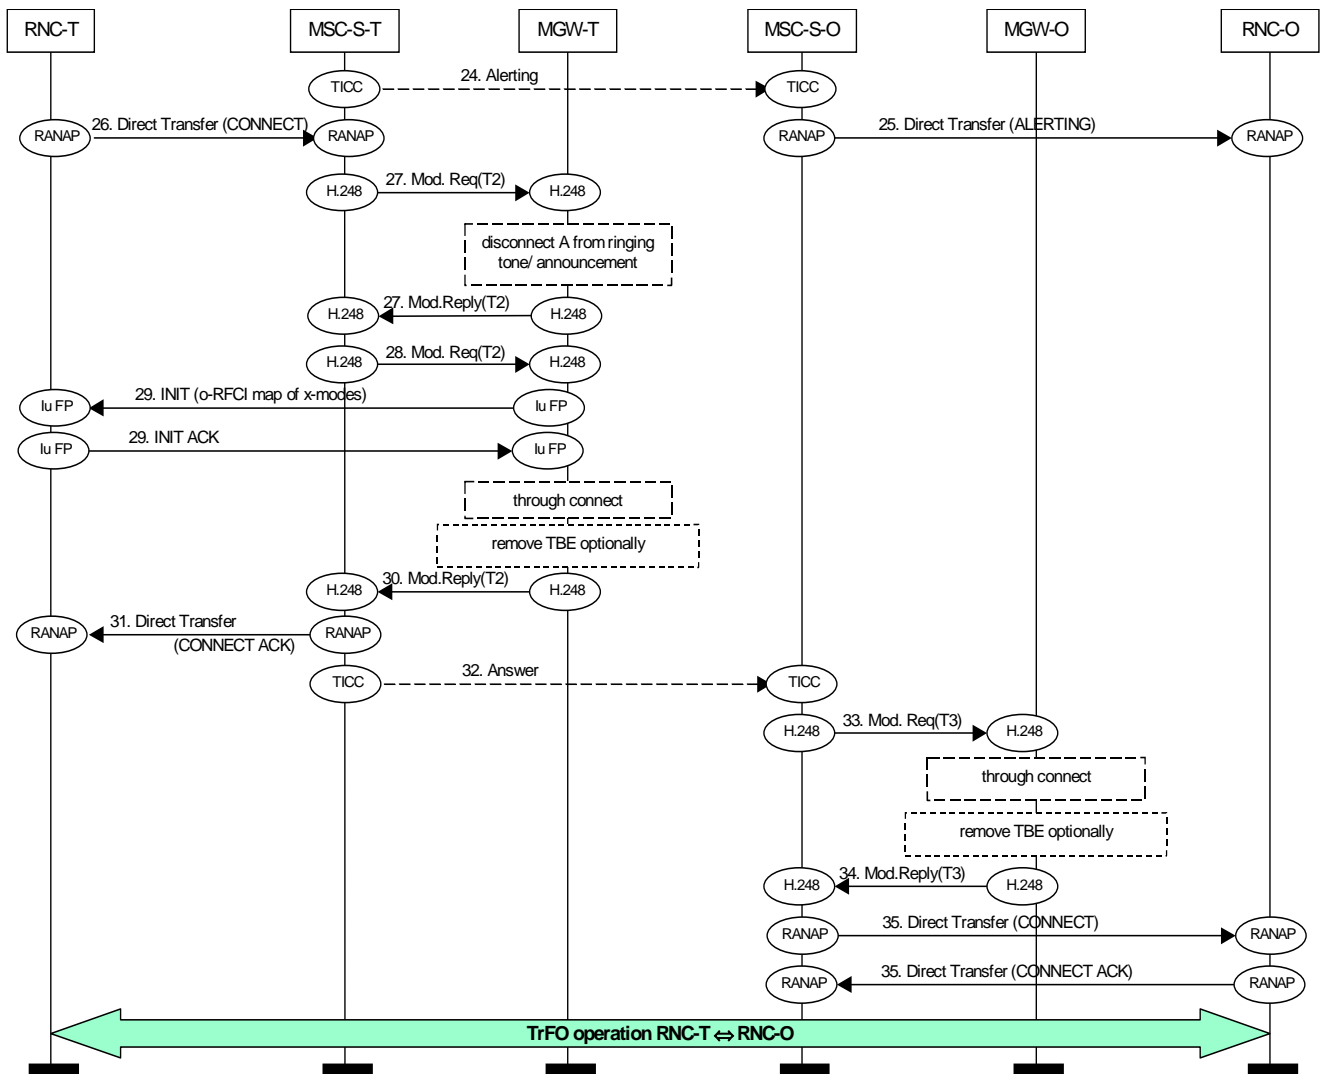 RNC-T MSC-S-T MGW-T MSC-S-O MGW-O RNC-O
TICC 24. Alerting TICC
RANAP 26. Direct Transfer (CONNECT) RANAP RANAP 25. Direct Transfer (ALERTING) RANAP
H.248 27. Mod. Req(T2) H.248
disconnect A from ringing
tone/ announcement
H.248 27. Mod.Reply(T2) H.248
H.248 28. Mod. Req(T2) H.248
Iu FP 29. INIT (o-RFCI map of x-modes) Iu FP
Iu FP 29. INIT ACK Iu FP
through connect
remove TBE optionally
H.248 30. Mod.Reply(T2) H.248
RANAP 31. Direct Transfer RANAP
(CONNECT ACK)
TICC 32. Answer TICC
H.248 33. Mod. Req(T3) H.248
through connect
remove TBE optionally
H.248 34. Mod.Reply(T3) H.248
RANAP 35. Direct Transfer (CONNECT) RANAP
RANAP 35. Direct Transfer (CONNECT ACK) RANAP
TrFO operation RNC-T ⇔ RNC-O